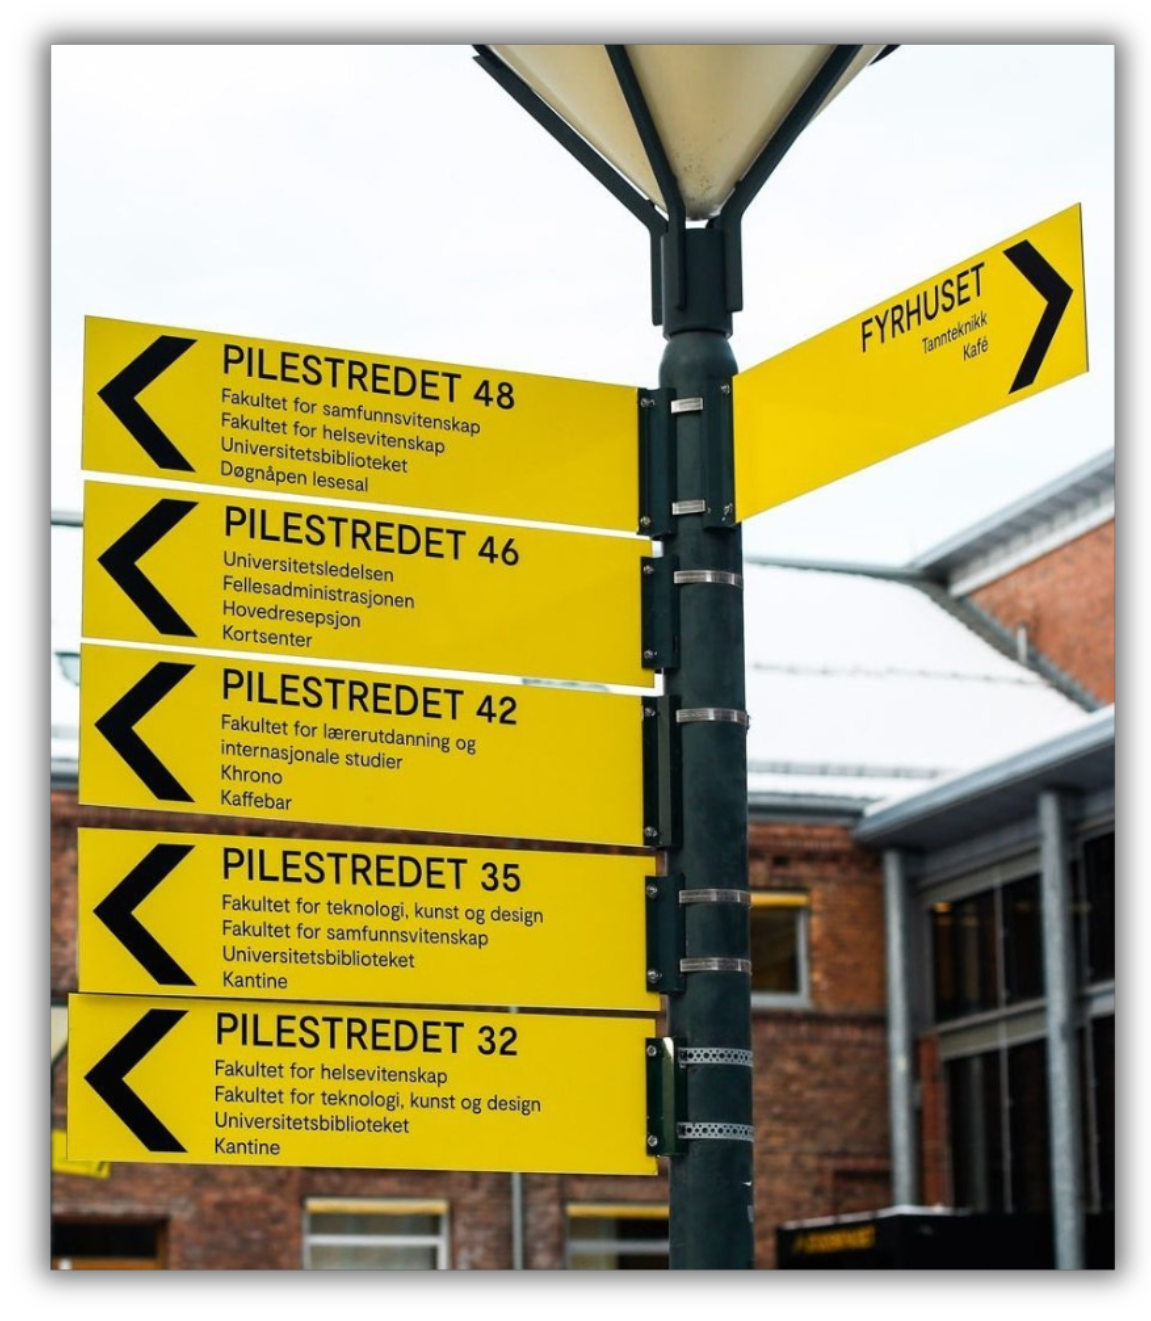 PILESTREDET 48
Fakultet for samfunnsvitenskap
Fakultet for helsevitenskap
Universitetsbiblioteket
Døgnåpen lesesal
PILESTREDET 46
Universitetsledelsen
Fellesadministrasjonen
Hovedresepsjon
Kortsenter
PILESTREDET 42
Fakultet for lærerutdanning og
internasjonale studier
Khrono
Kaffebar
PILESTREDET 35
Fakultet for teknologi, kunst og design
Fakultet for samfunnsvitenskap
Universitetsbiblioteket
Kantine
PILESTREDET 32
Fakultet for helsevitenskap
Fakultet for teknologi, kunst og design
Universitetsbiblioteket
Kantine
FYRHUSET
Tannteknikk
Kafé